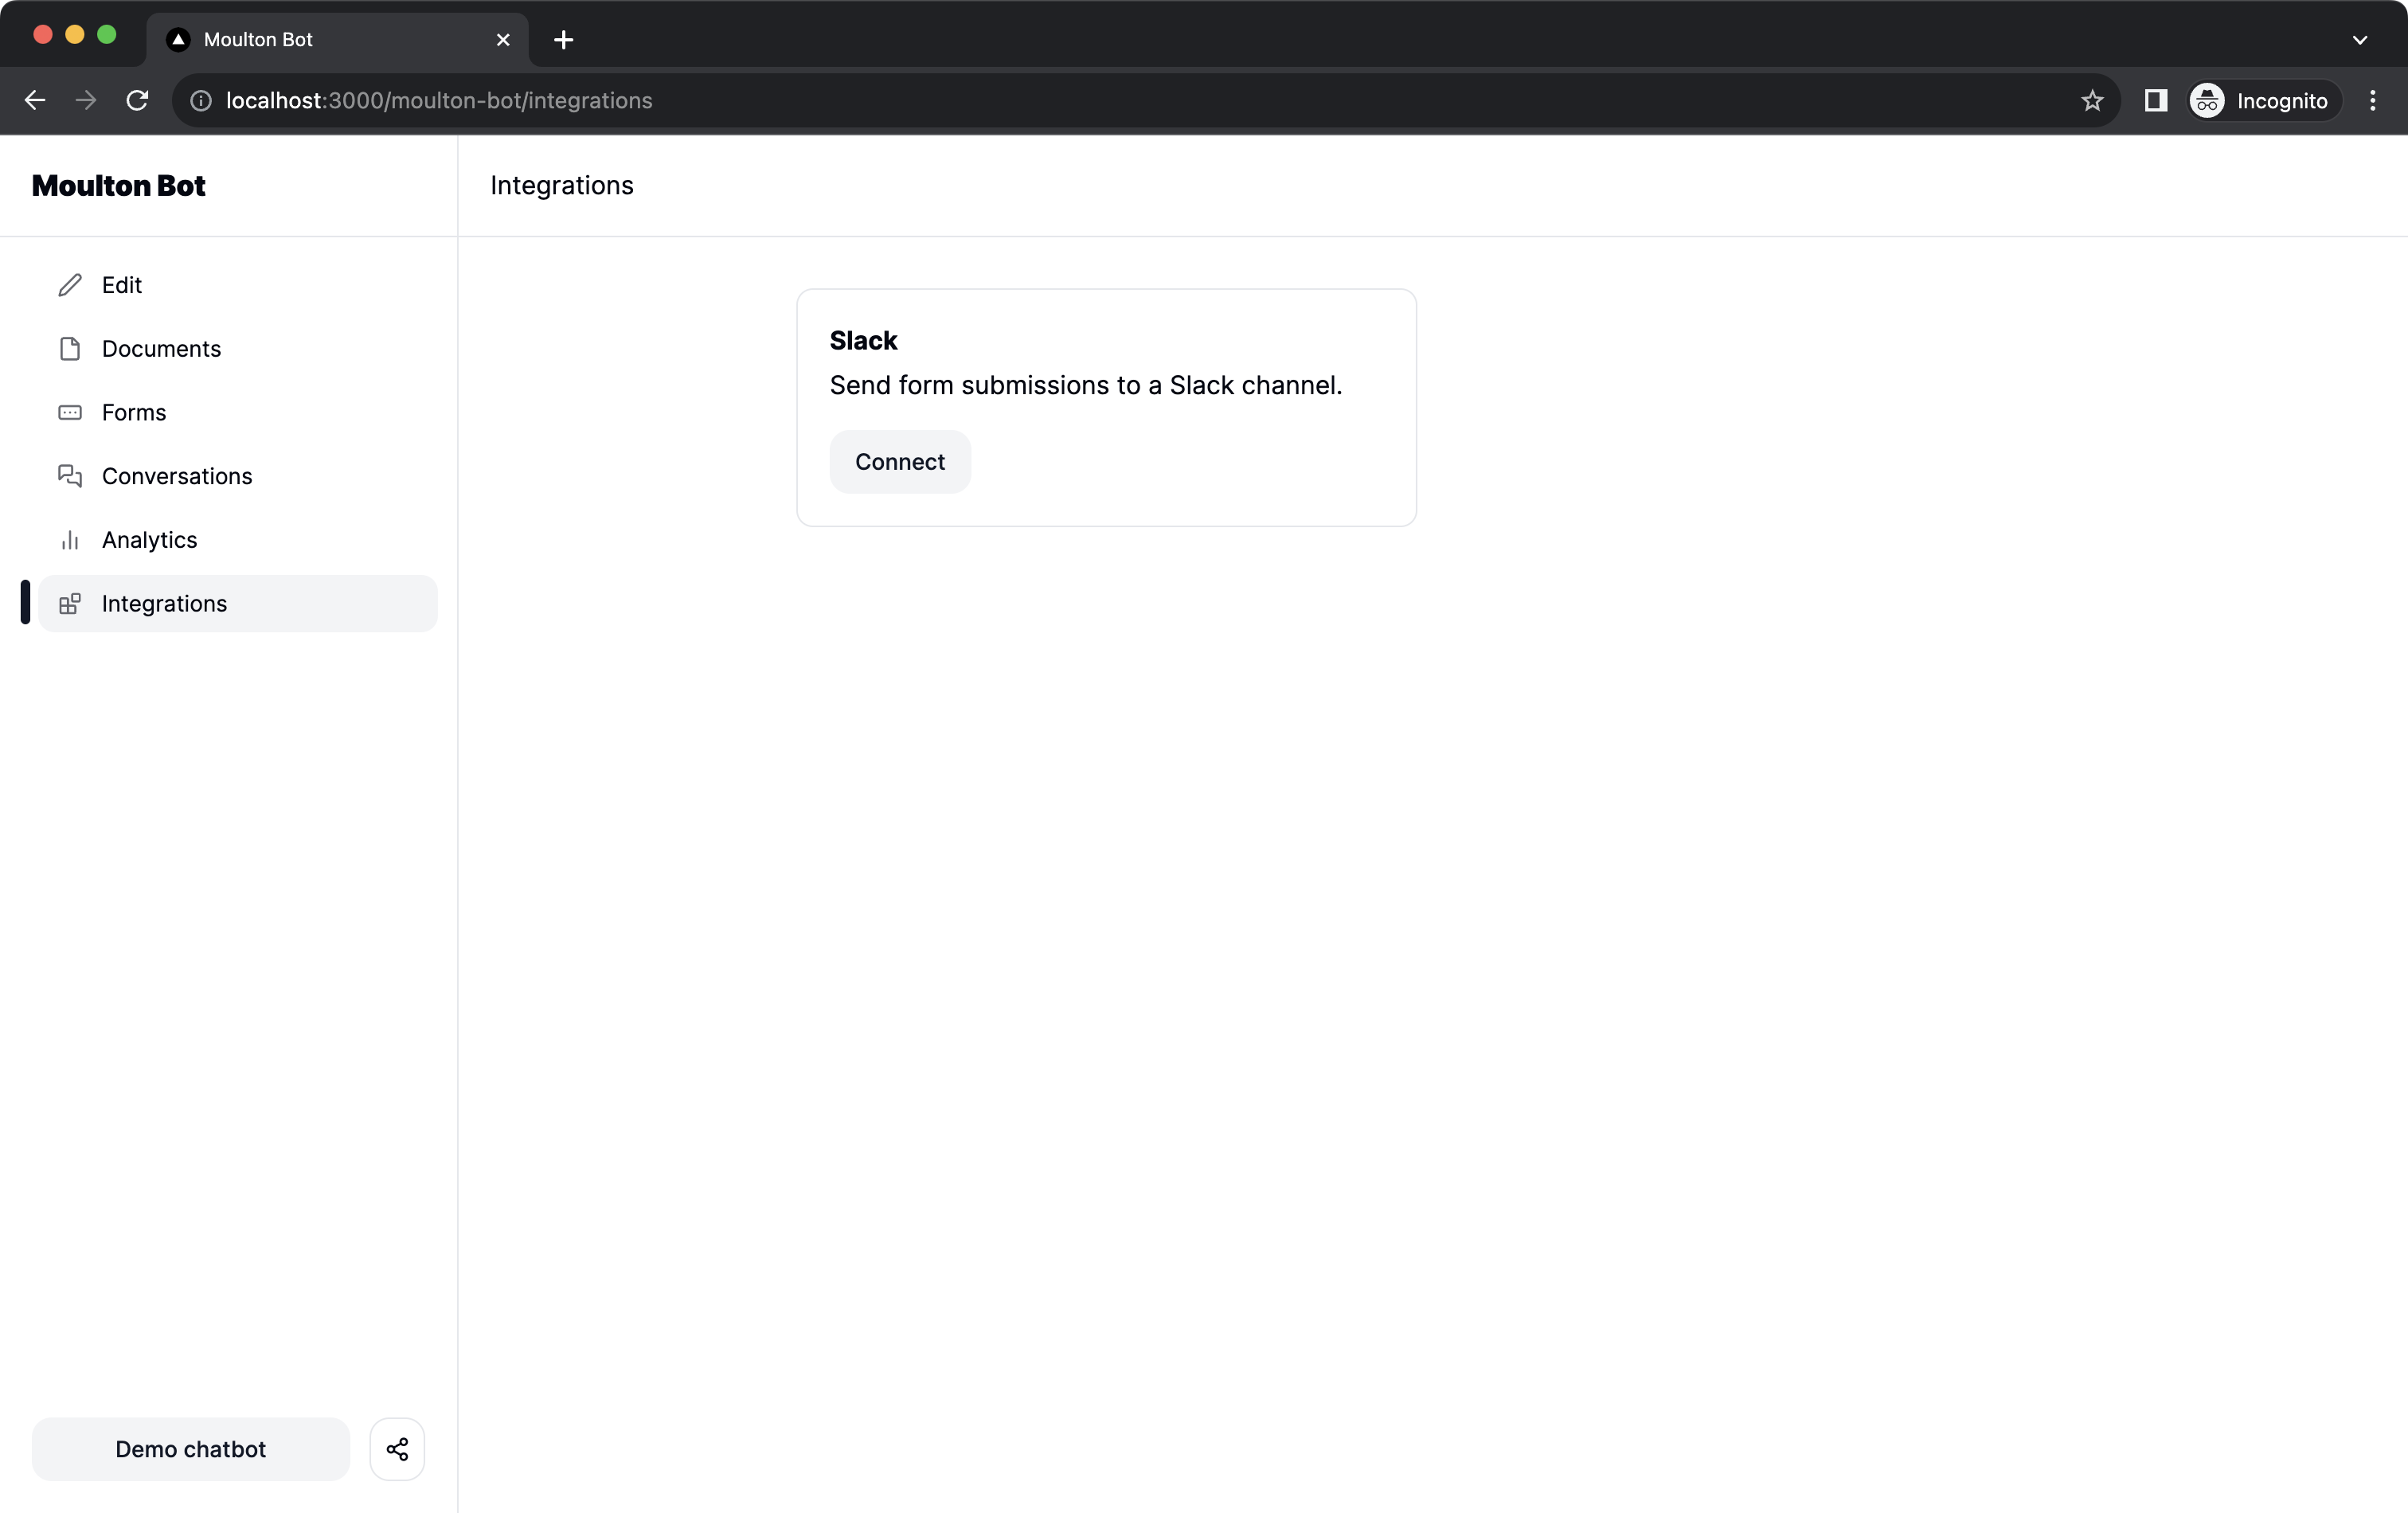 Moulton Bot
localhost:3000/moulton-bot/integrations
Incognito
Moulton Bot
Integrations
Edit
Documents
Forms
Conversations
Analytics
Integrations
Slack
Send form submissions to a Slack channel.
Connect
Demo chatbot